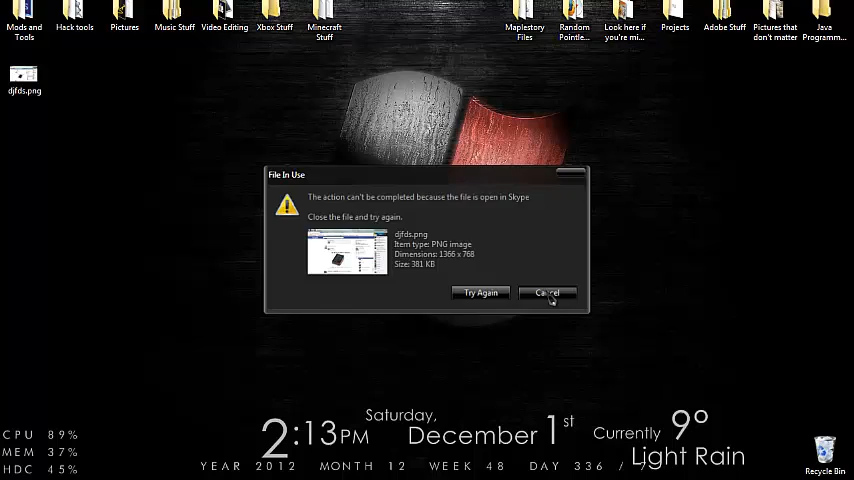 Mods and Tools
Hack tools
Pictures
Music Stuff
Video Editing
Xbox Stuff
Minecraft Stuff
Maplestory Files
Random Pointle...
Look here if you're mi...
Projects
Adobe Stuff
Pictures that don't matter
Java Programm...
djfds.png
File In Use
The action can't be completed because the file is open in Skype
Close the file and try again.
djfds.png
Item type: PNG image
Dimensions: 1366 x 768
Size: 381 KB
Try Again
Cancel
CPU 89%
MEM 37%
HDC 45%
2:13PM
Saturday,
December 1st
Currently 9°
Light Rain
YEAR 2012 MONTH 12 WEEK 48 DAY 336 /
Recycle Bin